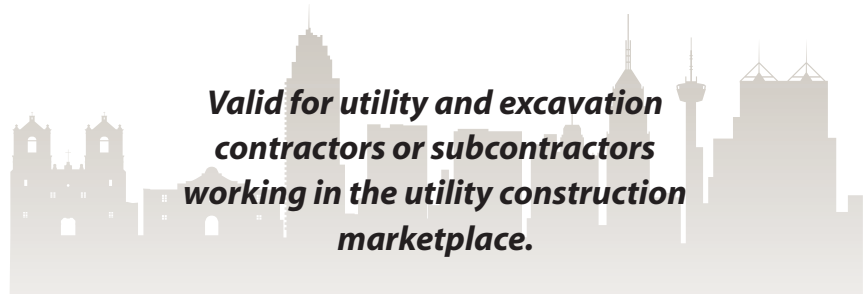 Valid for utility and excavation
contractors or subcontractors
working in the utility construction
marketplace.